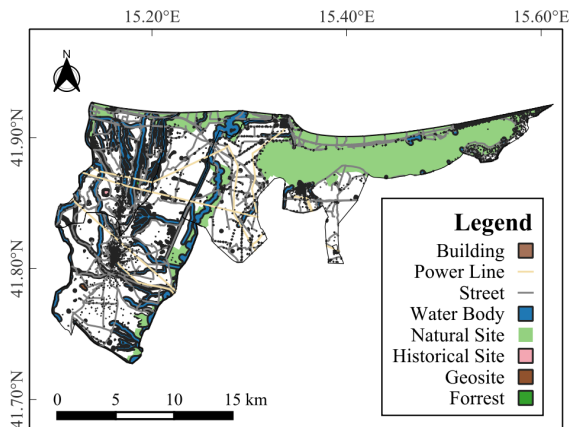 15.20°E 15.40°E 15.60°E
N
41.90°N
41.80°N
41.70°N
Legend
Building
Power Line
Street
Water Body
Natural Site
Historical Site
Geosite
Forrest
0 5 10 15 km